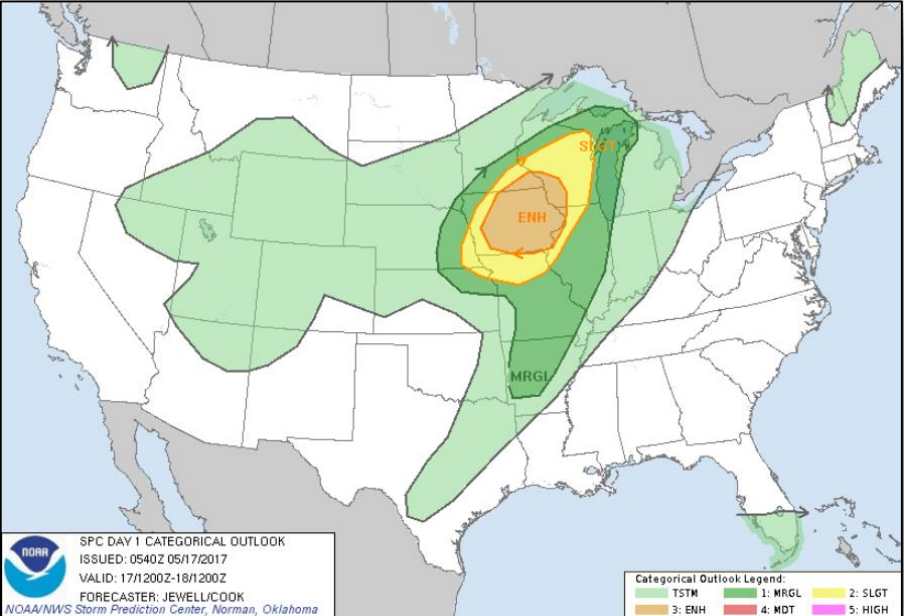 SLGT
ENH
MRGL
NOAA
SPC DAY 1 CATEGORICAL OUTLOOK
ISSUED: 0540Z 05/17/2017
VALID: 17/1200Z-18/1200Z
FORECASTER: JEWELL/COOK
NOAA/NWS Storm Prediction Center, Norman, Oklahoma
Categorical Outlook Legend:
TSTM 1: MRGL 2: SLGT
3: ENH 4: MDT 5: HIGH